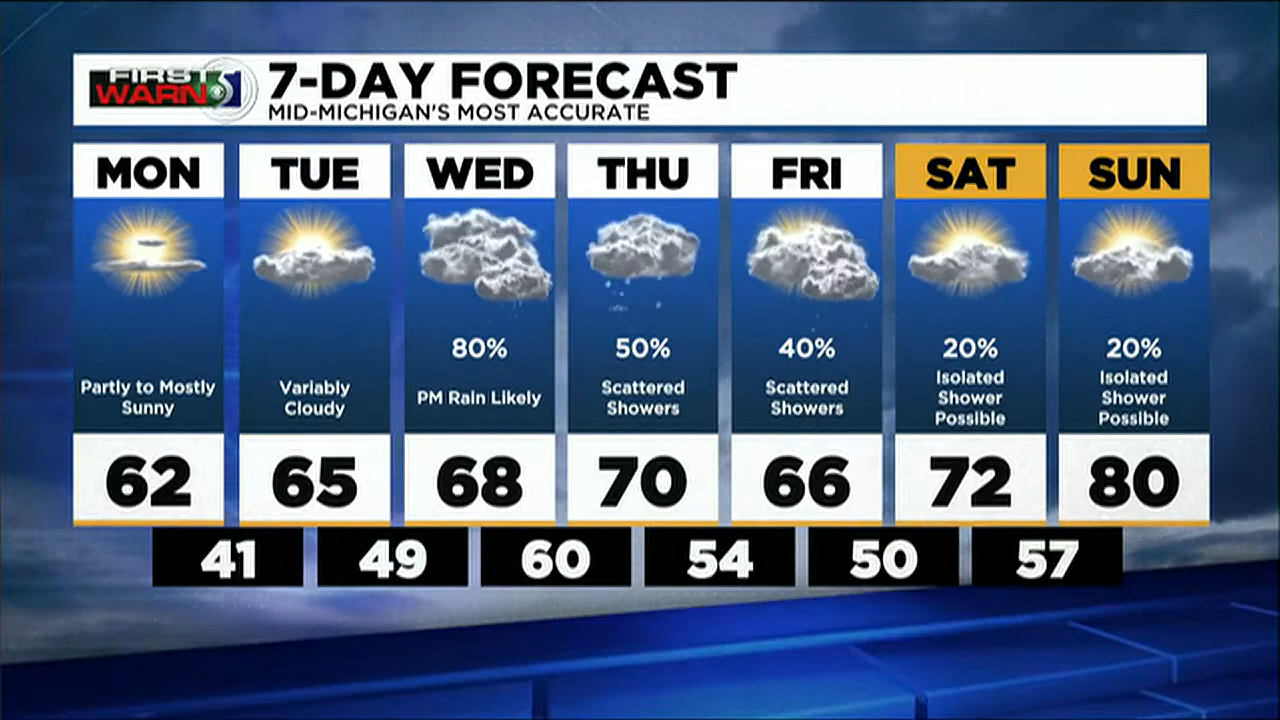 FIRST
WARN 5
7-DAY FORECAST
MID-MICHIGAN'S MOST ACCURATE
MON TUE WED THU FRI SAT SUN
80% 50% 40% 20% 20%
Partly to Mostly
Sunny
Variably
Cloudy
PM Rain Likely
Scattered
Showers
Scattered
Showers
Isolated
Shower
Possible
Isolated
Shower
Possible
62 65 68 70 66 72 80
41 49 60 54 50 57